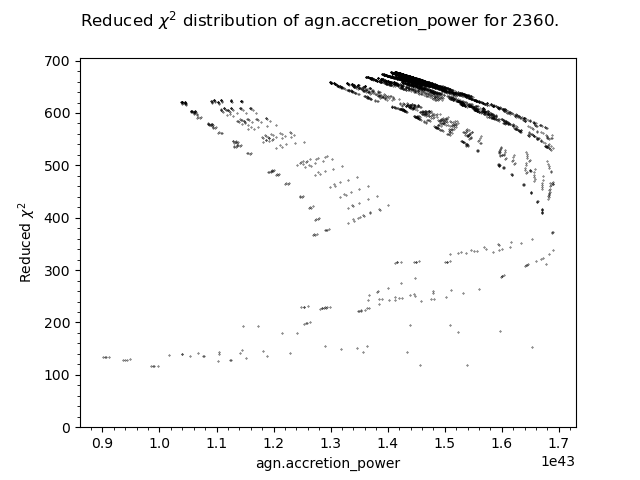 Reduced χ² distribution of agn.accretion_power for 2360.
700
600
500
400
300
200
100
0
Reduced χ²
0.9 1.0 1.1 1.2 1.3 1.4 1.5 1.6 1.7
1e43
agn.accretion_power